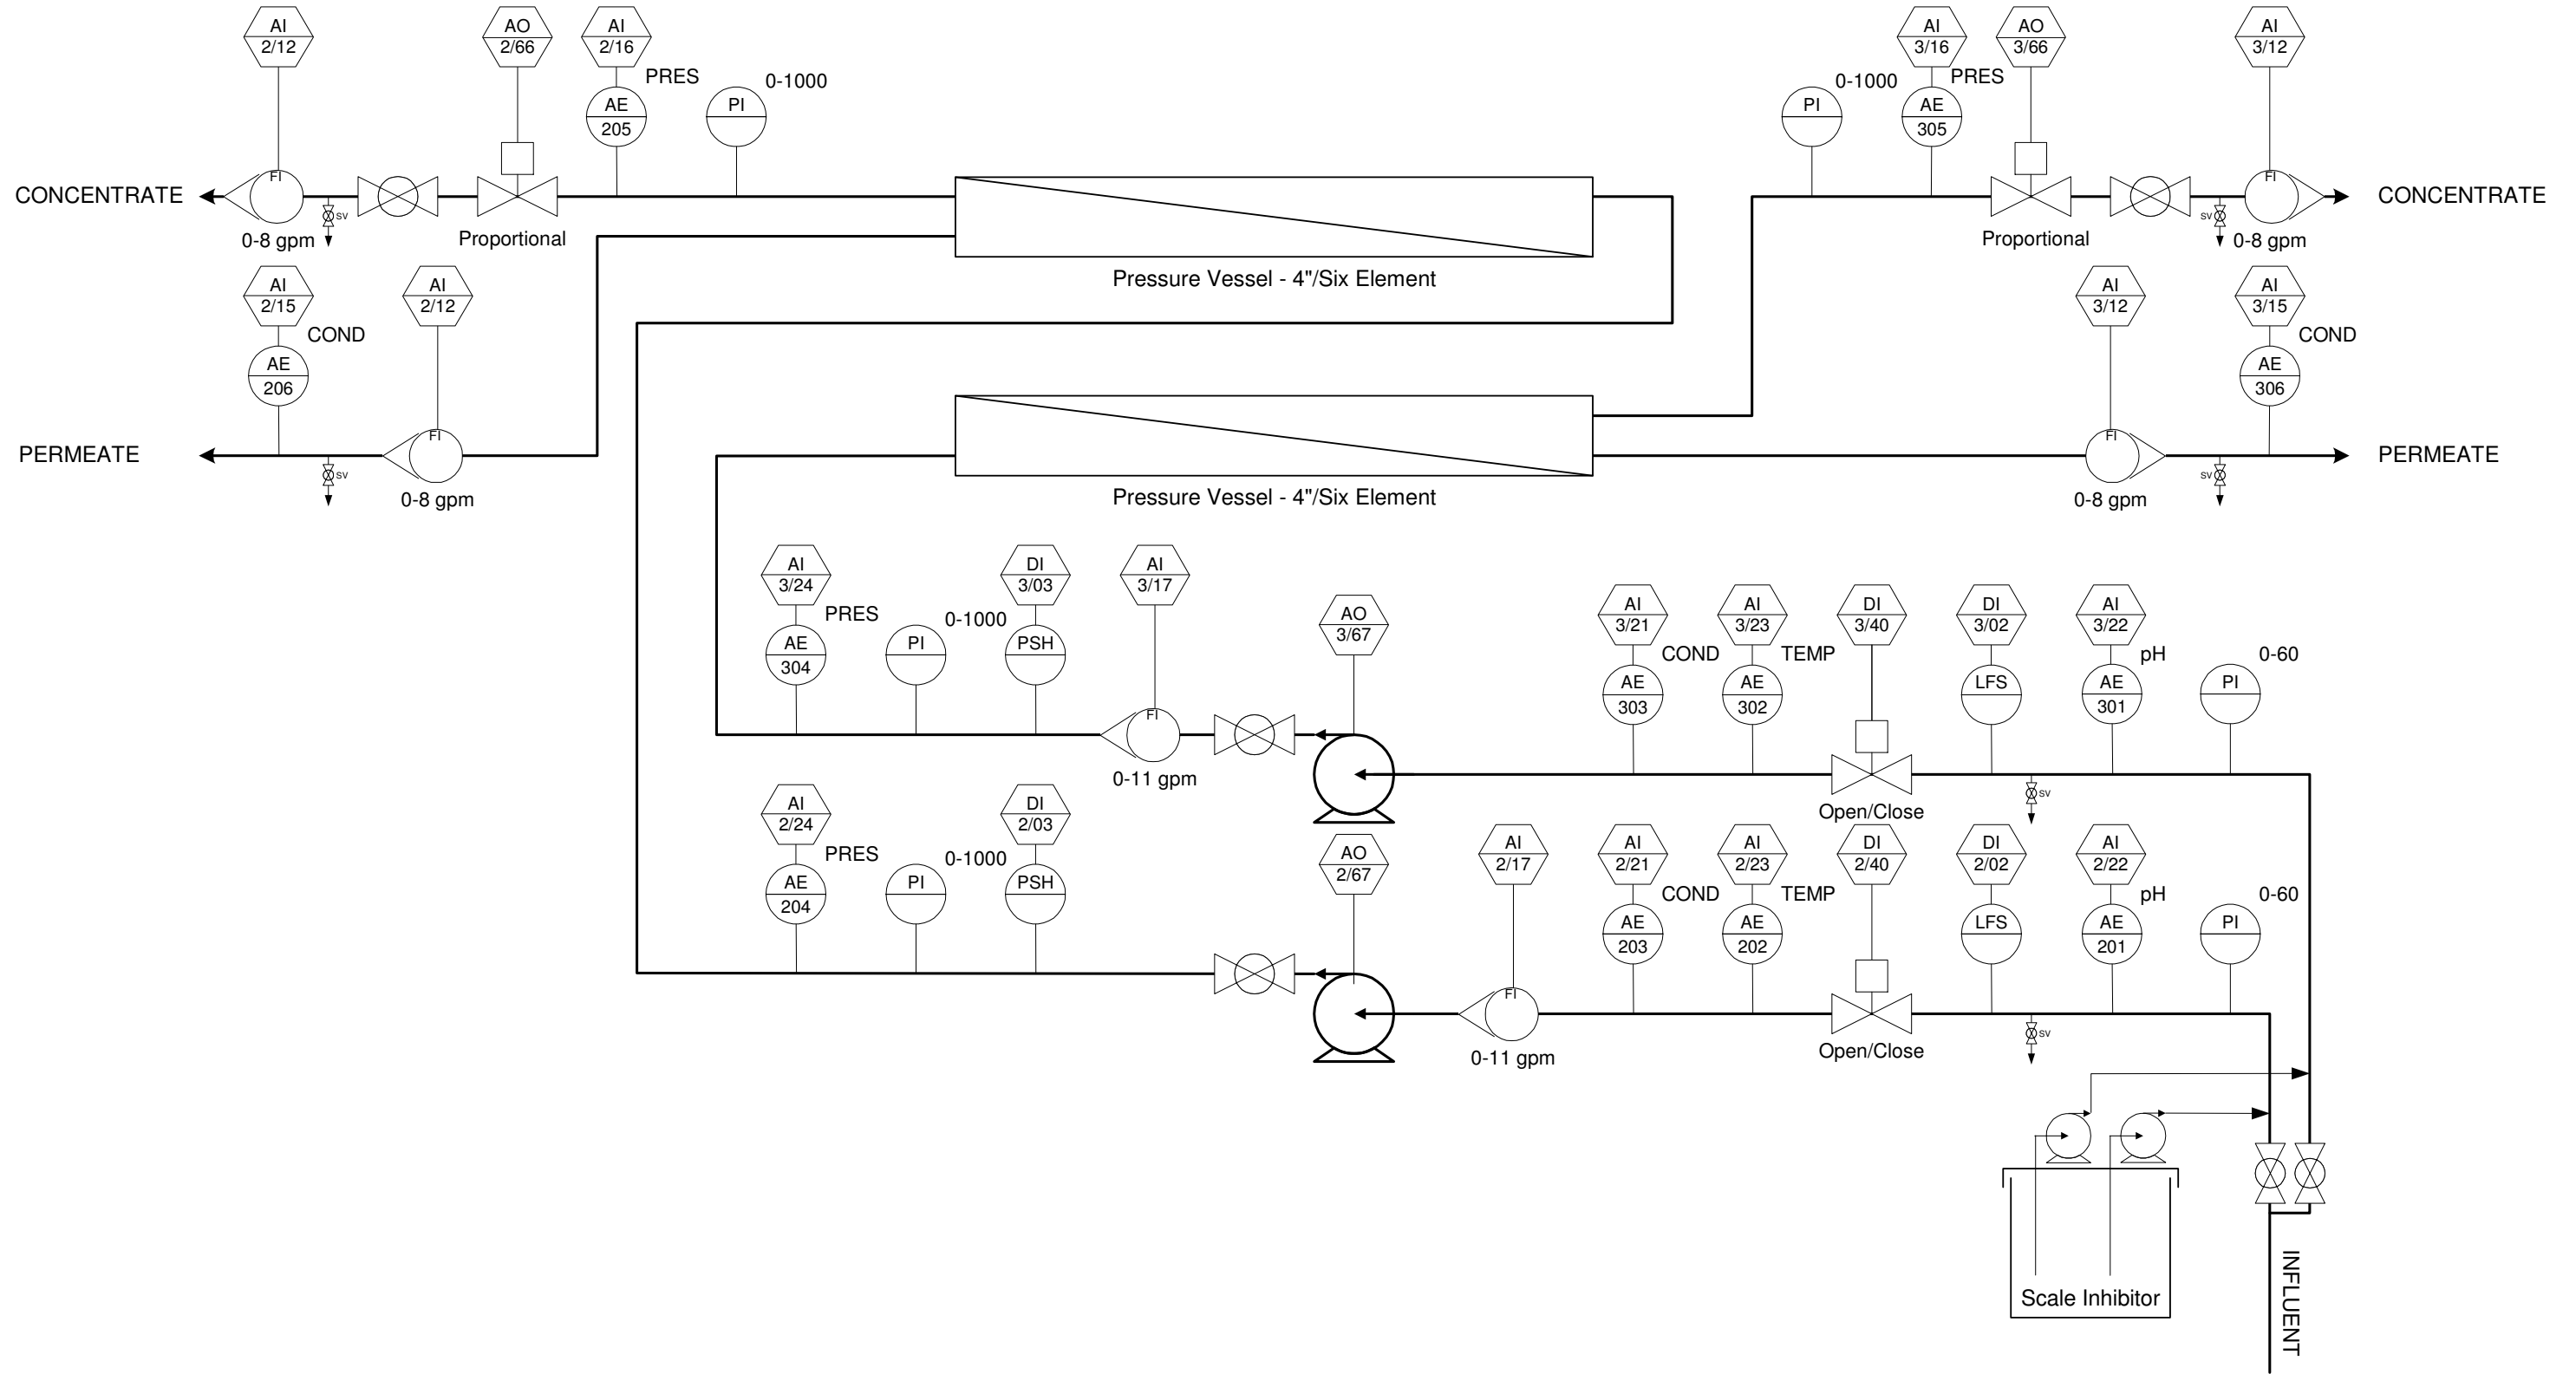 AI
2/12
AO
2/66
AI
2/16
PRES
0-1000
AE
205
PI
FI
CONCENTRATE
sv
0-8 gpm
Proportional
AI
3/16
PRES
AO
3/66
AI
3/12
0-1000
PI
AE
305
FI
CONCENTRATE
sv
Proportional
0-8 gpm
Pressure Vessel - 4"/Six Element
AI
2/15
COND
AI
2/12
AE
206
FI
PERMEATE
sv
0-8 gpm
AI
3/12
AI
3/15
COND
AE
306
FI
PERMEATE
sv
0-8 gpm
Pressure Vessel - 4"/Six Element
AI
3/24
PRES
AE
304
0-1000
PI
DI
3/03
PSH
AI
3/17
FI
0-11 gpm
AO
3/67
AI
3/21
COND
AE
303
AI
3/23
TEMP
AE
302
DI
3/40
Open/Close
DI
3/02
LFS
sv
AI
3/22
pH
AE
301
0-60
PI
AI
2/24
PRES
AE
204
0-1000
PI
DI
2/03
PSH
AO
2/67
AI
2/17
FI
0-11 gpm
AI
2/21
COND
AE
203
AI
2/23
TEMP
AE
202
DI
2/40
Open/Close
DI
2/02
LFS
sv
AI
2/22
pH
AE
201
0-60
PI
Scale Inhibitor
INFLUENT